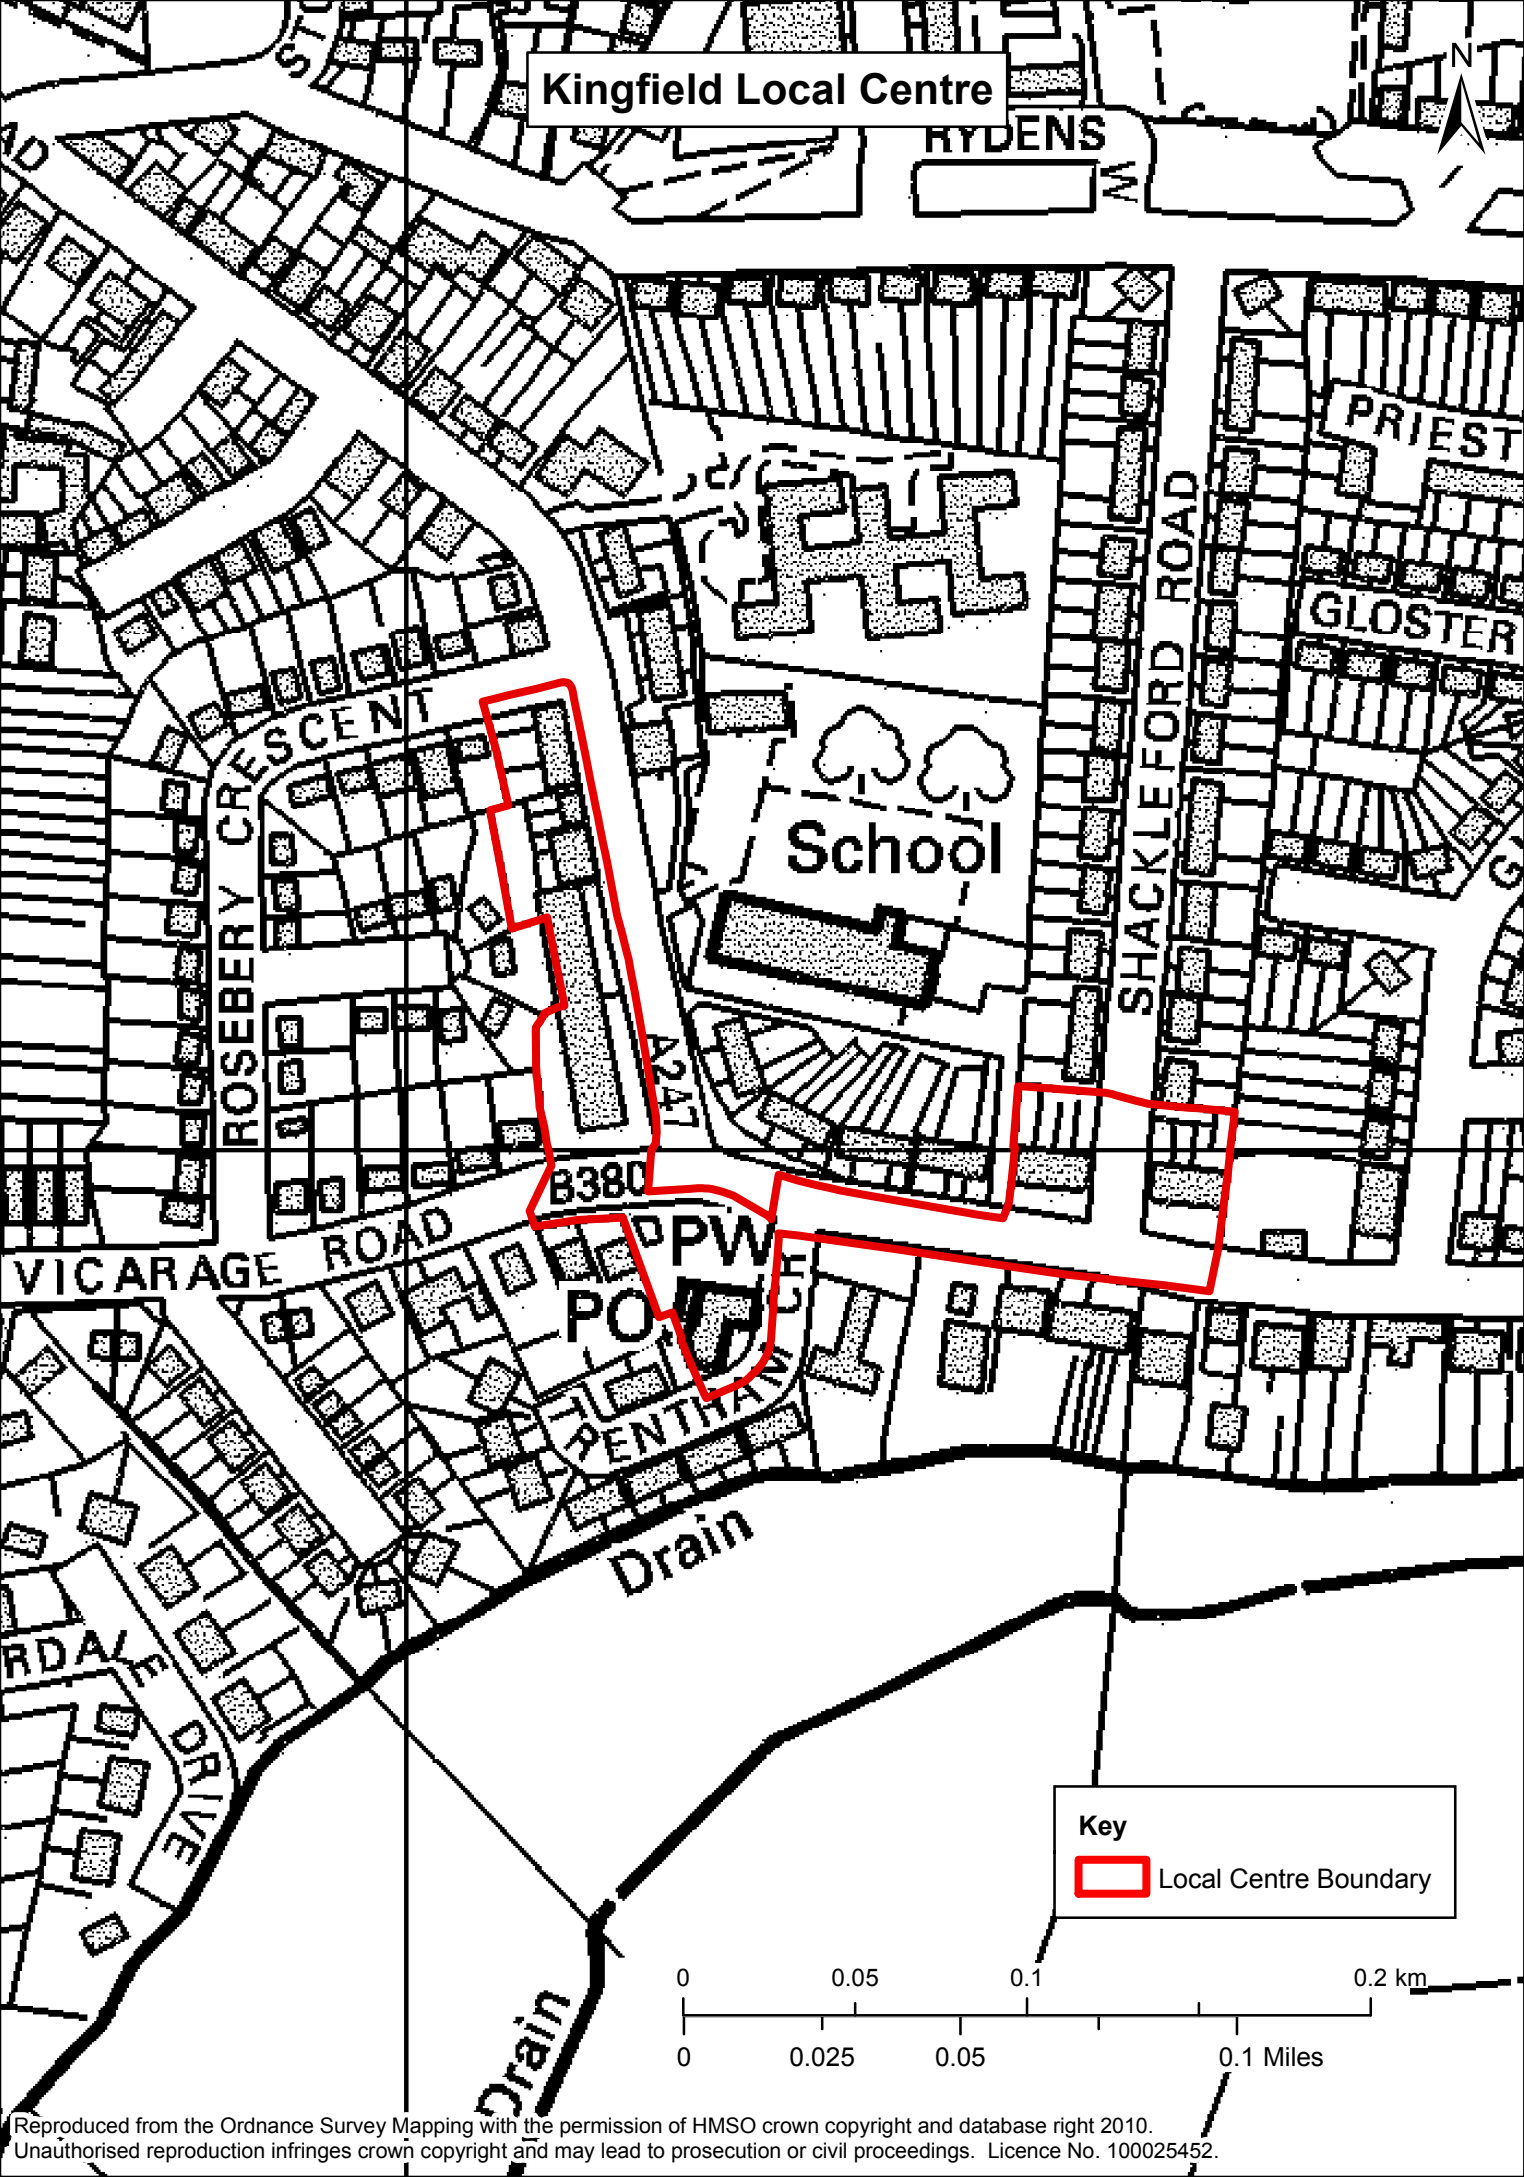 Kingfield Local Centre
N
RYDENS
W
AD
PRIEST
GLOSTER
SHACKLEFORD ROAD
ROSEBERY CRESCENT
School
A247
B380
VICARAGE ROAD
PW
PO
TRENTHAM CR
Drain
RDALE DRIVE
Key
Local Centre Boundary
0 0.05 0.1 0.2 km
0 0.025 0.05 0.1 Miles
Drain
Reproduced from the Ordnance Survey Mapping with the permission of HMSO crown copyright and database right 2010.
Unauthorised reproduction infringes crown copyright and may lead to prosecution or civil proceedings. Licence No. 100025452.